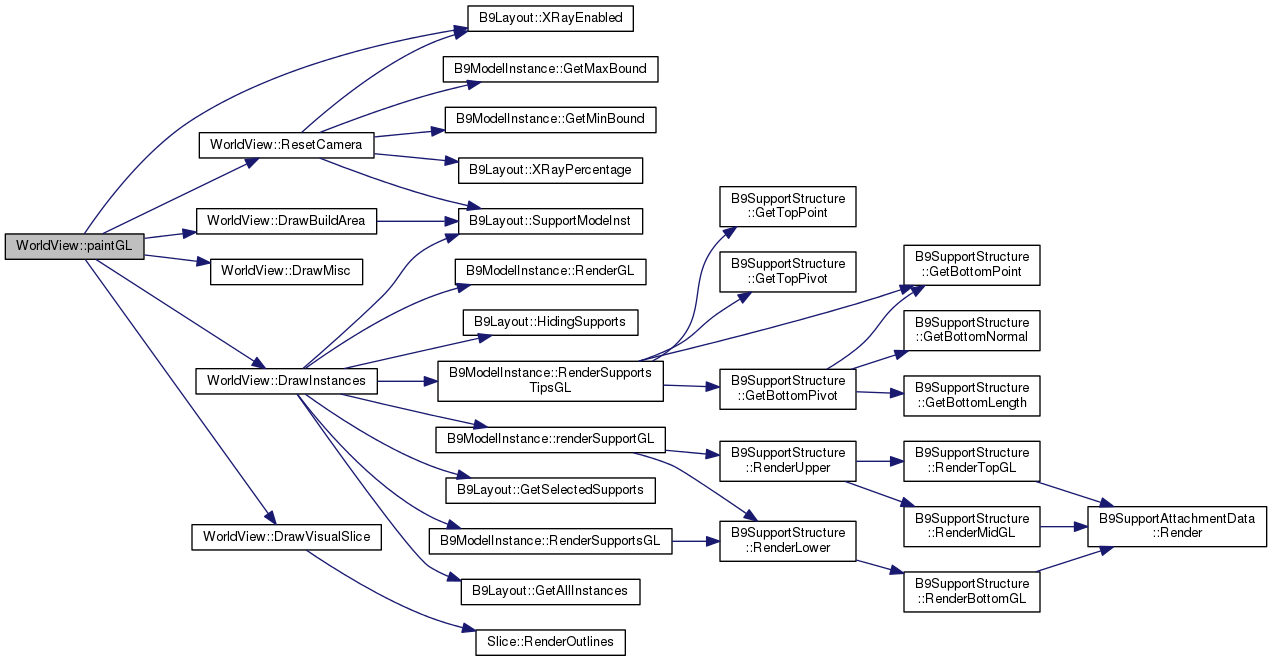 B9Layout::XRayEnabled
B9ModelInstance::GetMaxBound
B9ModelInstance::GetMinBound
WorldView::ResetCamera
B9Layout::XRayPercentage
B9SupportStructure
::GetTopPoint
WorldView::DrawBuildArea
B9Layout::SupportModeInst
WorldView::paintGL
WorldView::DrawMisc
B9ModelInstance::RenderGL
B9SupportStructure
::GetTopPivot
B9SupportStructure
::GetBottomPoint
B9Layout::HidingSupports
B9SupportStructure
::GetBottomNormal
WorldView::DrawInstances
B9ModelInstance::RenderSupports
TipsGL
B9SupportStructure
::GetBottomPivot
B9SupportStructure
::GetBottomLength
B9ModelInstance::renderSupportGL
B9SupportStructure
::RenderUpper
B9SupportStructure
::RenderTopGL
B9Layout::GetSelectedSupports
WorldView::DrawVisualSlice
B9ModelInstance::RenderSupportsGL
B9SupportStructure
::RenderLower
B9SupportStructure
::RenderMidGL
B9SupportAttachmentData
::Render
B9Layout::GetAllInstances
B9SupportStructure
::RenderBottomGL
Slice::RenderOutlines